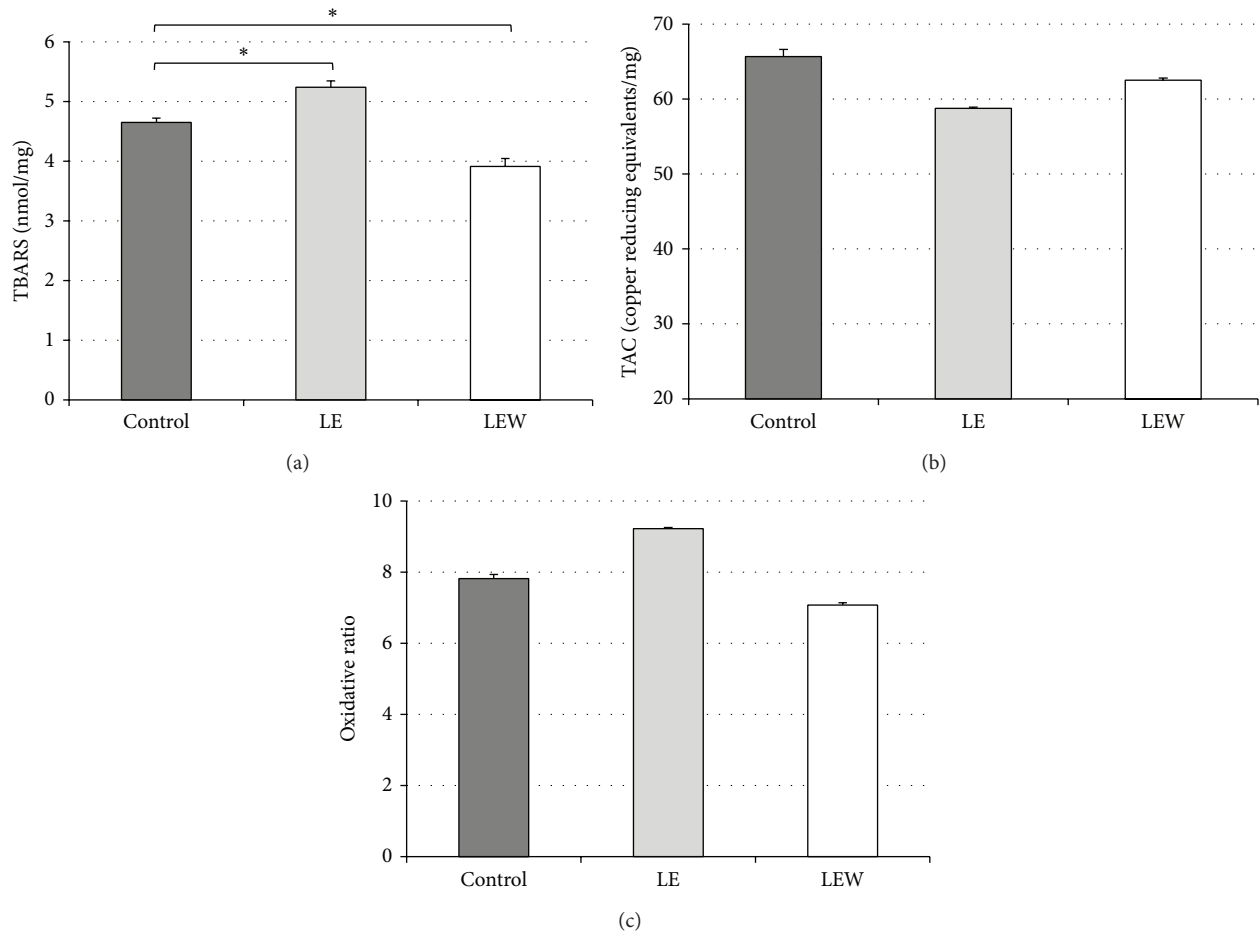 *
*
TBARS (nmol/mg)
6
5
4
3
2
1
0
Control LE LEW
(a)
TAC (copper reducing equivalents/mg)
70
60
50
40
30
20
Control LE LEW
(b)
Oxidative ratio
10
8
6
4
2
0
Control LE LEW
(c)